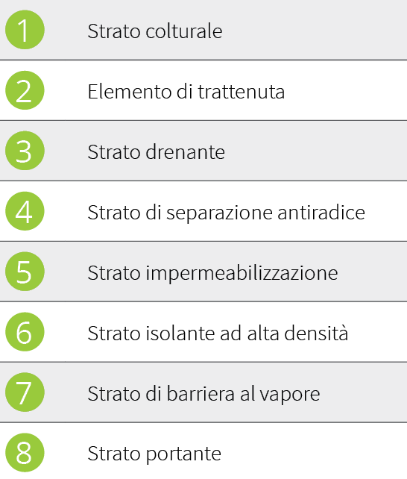 1 Strato colturale
2 Elemento di trattenuta
3 Strato drenante
4 Strato di separazione antiradice
5 Strato impermeabilizzazione
6 Strato isolante ad alta densità
7 Strato di barriera al vapore
8 Strato portante